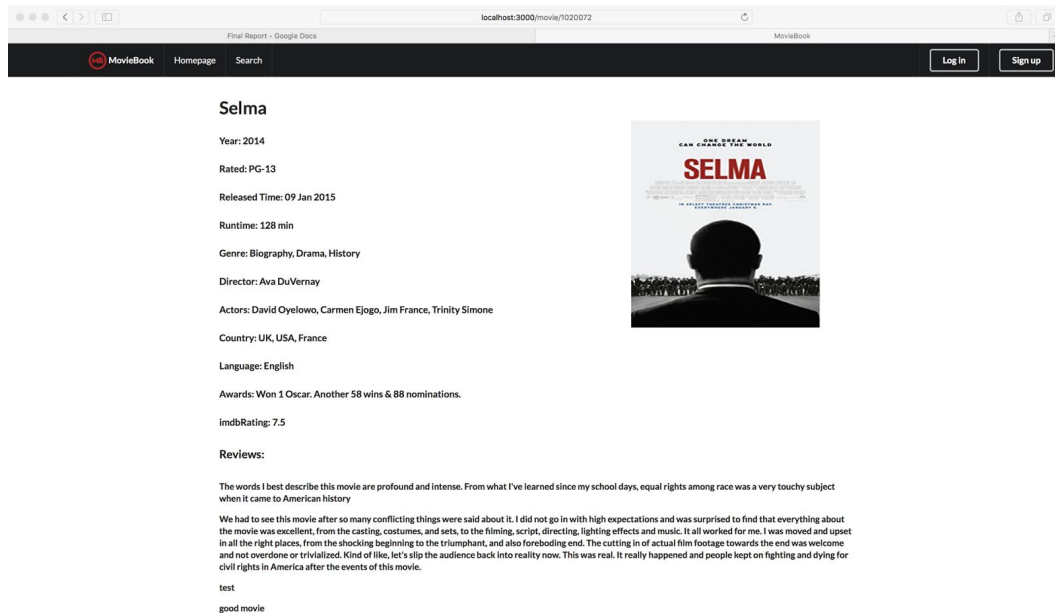 localhost:3000/movie/1020072
Final Report - Google Docs
MovieBook
MB MovieBook Homepage Search Log in Sign up
Selma
Year: 2014
Rated: PG-13
Released Time: 09 Jan 2015
Runtime: 128 min
Genre: Biography, Drama, History
Director: Ava DuVernay
Actors: David Oyelowo, Carmen Ejogo, Jim France, Trinity Simone
Country: UK, USA, France
Language: English
Awards: Won 1 Oscar. Another 58 wins & 88 nominations.
imdbRating: 7.5
ONE DREAM
CAN CHANGE THE WORLD
SELMA
IN SELECT THEATRES CHRISTMAS DAY
EVERYWHERE JANUARY 9
Reviews:
The words I best describe this movie are profound and intense. From what I've learned since my school days, equal rights among race was a very touchy subject
when it came to American history
We had to see this movie after so many conflicting things were said about it. I did not go in with high expectations and was surprised to find that everything about
the movie was excellent, from the casting, costumes, and sets, to the filming, script, directing, lighting effects and music. It all worked for me. I was moved and upset
in all the right places, from the shocking beginning to the triumphant, and also foreboding end. The cutting in of actual film footage towards the end was welcome
and not overdone or trivialized. Kind of like, let's slip the audience back into reality now. This was real. It really happened and people kept on fighting and dying for
civil rights in America after the events of this movie.
test
good movie